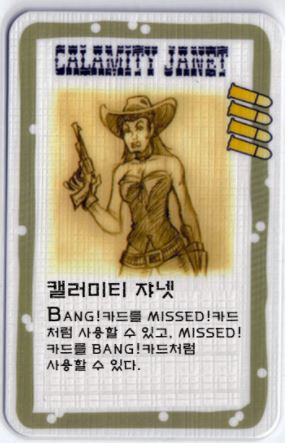 CALAMITY JANET
캘러미티 쟈넷
BANG!카드를 MISSED!카드
처럼 사용할 수 있고, MISSED!
카드를 BANG!카드처럼
사용할 수 있다.